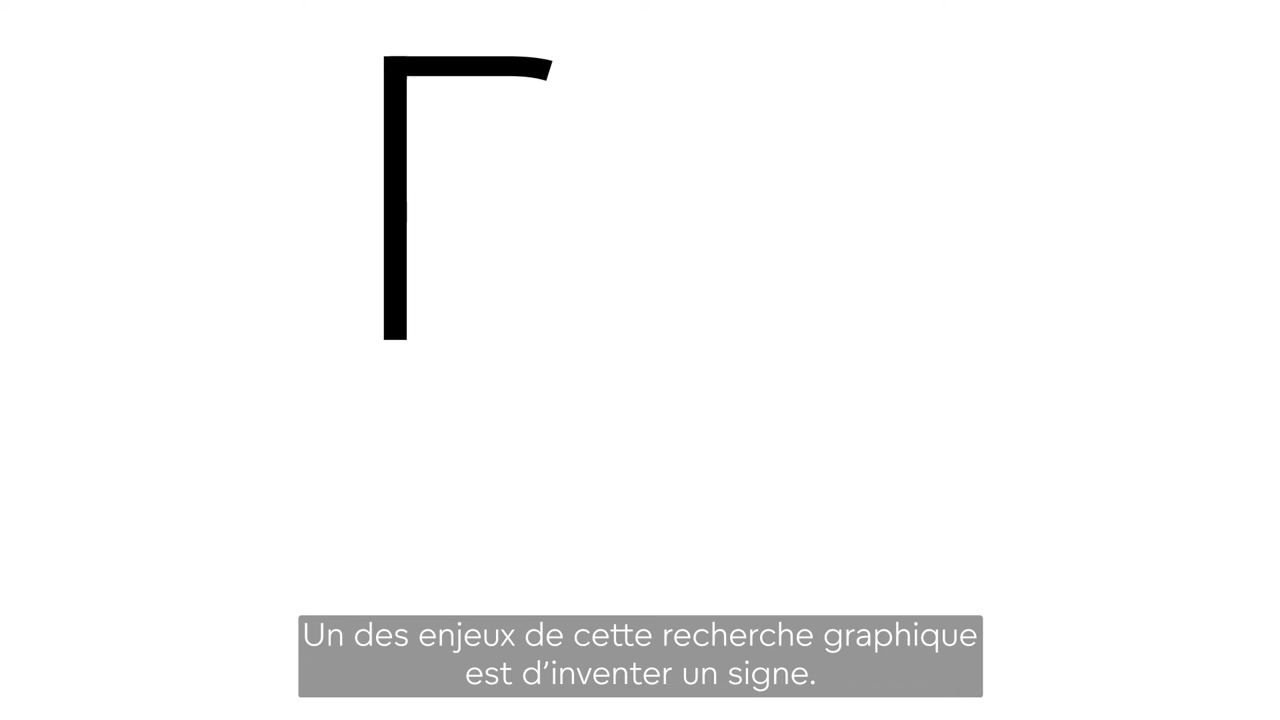 Un des enjeux de cette recherche graphique
est d’inventer un signe.